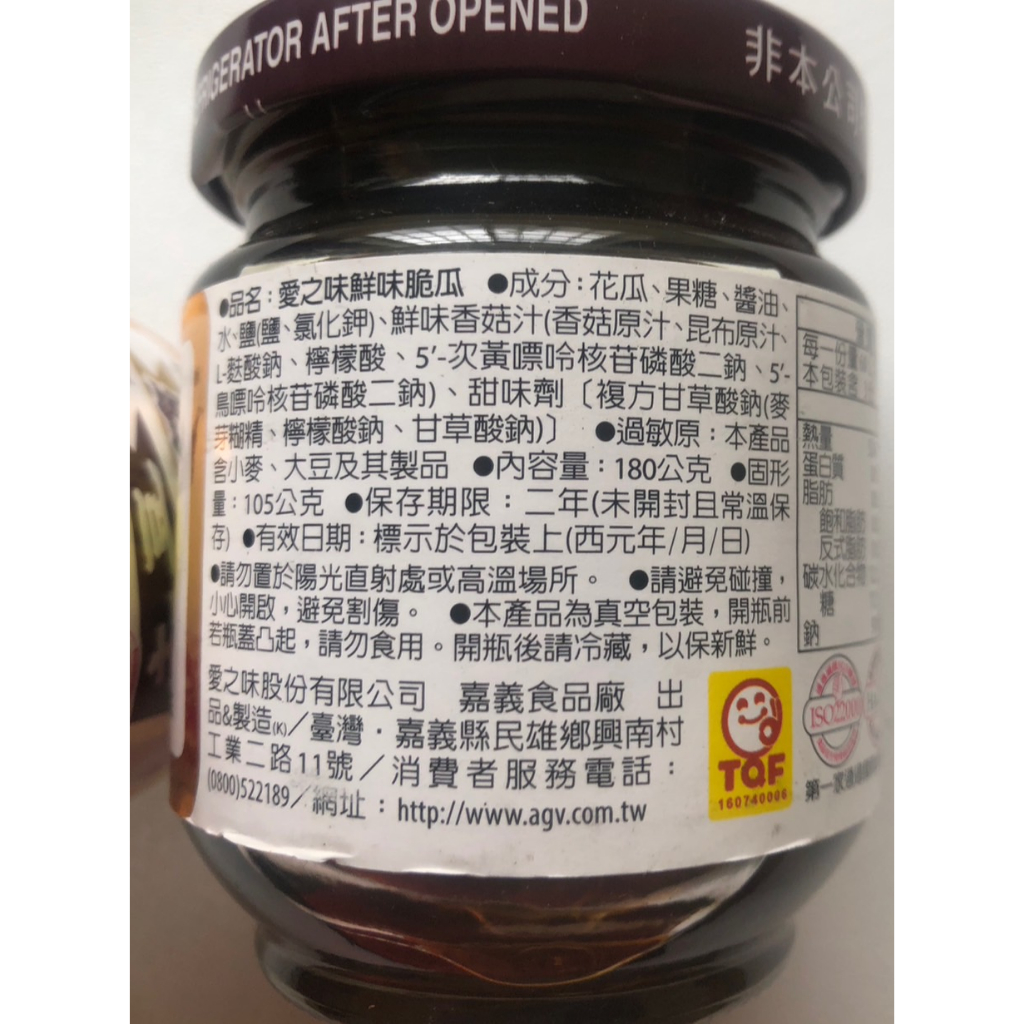 REFRIGERATOR AFTER OPENED
非本公司
●品名：愛之味鮮味脆瓜 ●成分：花瓜、果糖、醬油、
水、鹽(鹽、氯化鉀)、鮮味香菇汁(香菇原汁、昆布原汁、
L-麩酸鈉、檸檬酸、5’-次黃嘌呤核苷磷酸二鈉、5’-
鳥嘌呤核苷磷酸二鈉)、甜味劑〔複方甘草酸鈉(麥
芽糊精、檸檬酸鈉、甘草酸鈉)〕 ●過敏原：本產品
含小麥、大豆及其製品 ●內容量：180公克 ●固形
量：105公克 ●保存期限：二年(未開封且常溫保
存) ●有效日期：標示於包裝上(西元年/月/日)
●請勿置於陽光直射處或高溫場所。 ●請避免碰撞，
小心開啟，避免割傷。 ●本產品為真空包裝，開瓶前
若瓶蓋凸起，請勿食用。開瓶後請冷藏，以保新鮮。
愛之味股份有限公司 嘉義食品廠 出
品&製造(K)／臺灣．嘉義縣民雄鄉興南村
工業二路11號／消費者服務電話：
(0800)522189／網址：http://www.agv.com.tw
TQF
160740006
每一份量
本包裝含
熱量
蛋白質
脂肪
飽和脂肪
反式脂肪
碳水化合物
糖
鈉
ISO22000
第一家通過